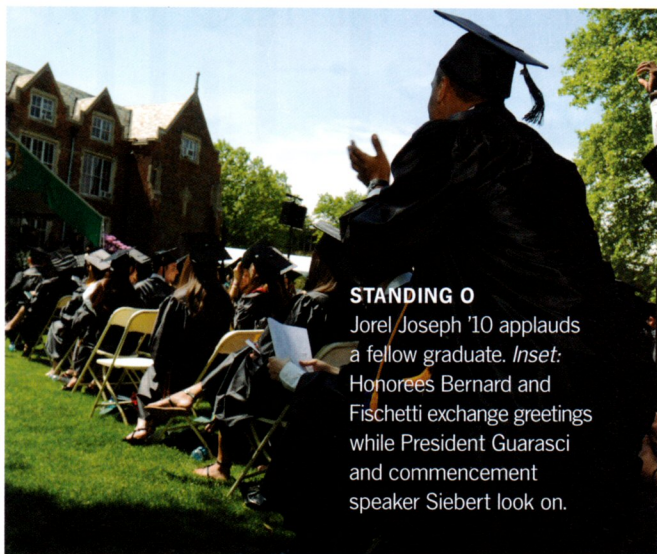 STANDING O
Jorel Joseph '10 applauds
a fellow graduate. Inset:
Honorees Bernard and
Fischetti exchange greetings
while President Guarasci
and commencement
speaker Siebert look on.